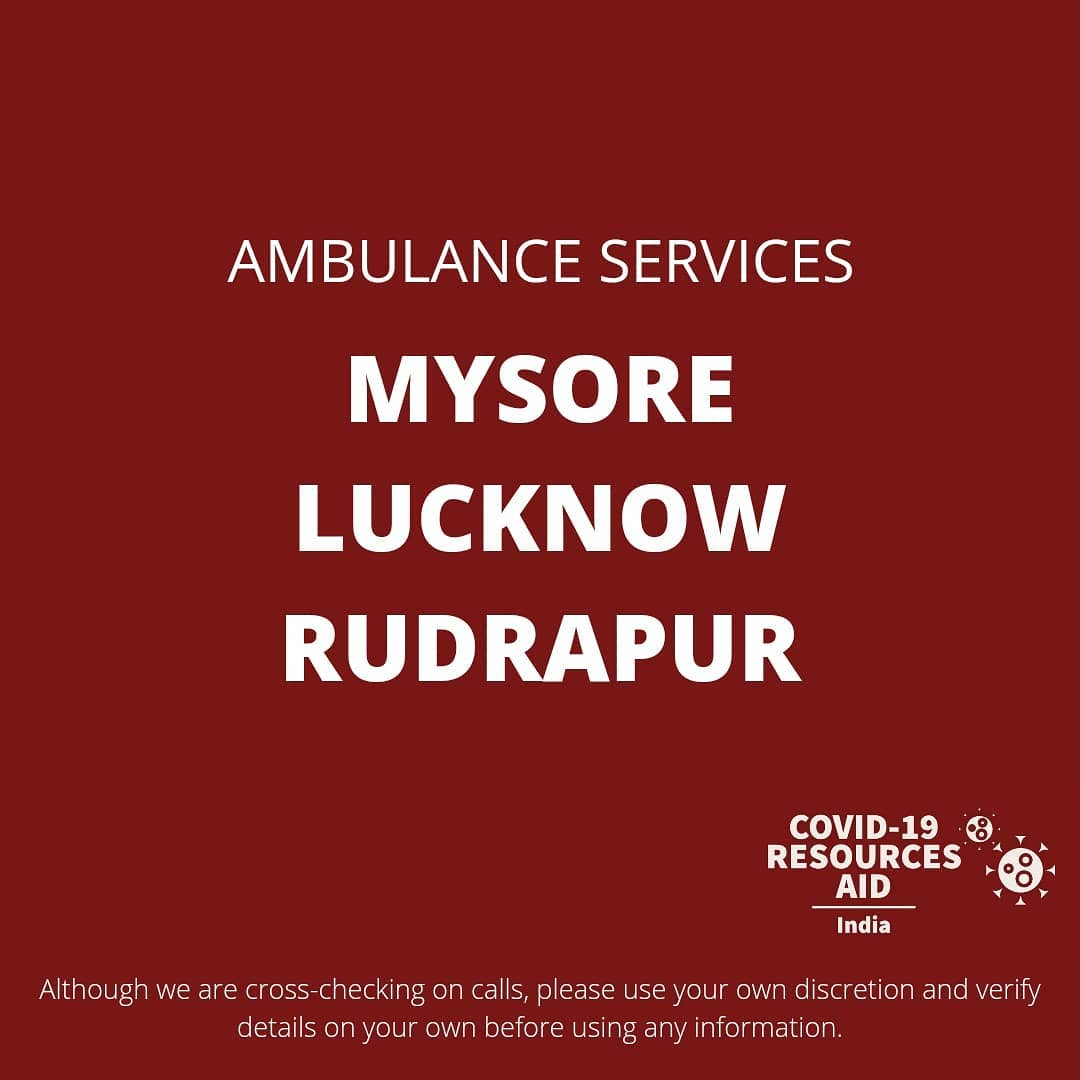 AMBULANCE SERVICES
MYSORE
LUCKNOW
RUDRAPUR
COVID-19
RESOURCES
AID
India
Although we are cross-checking on calls, please use your own discretion and verify
details on your own before using any information.